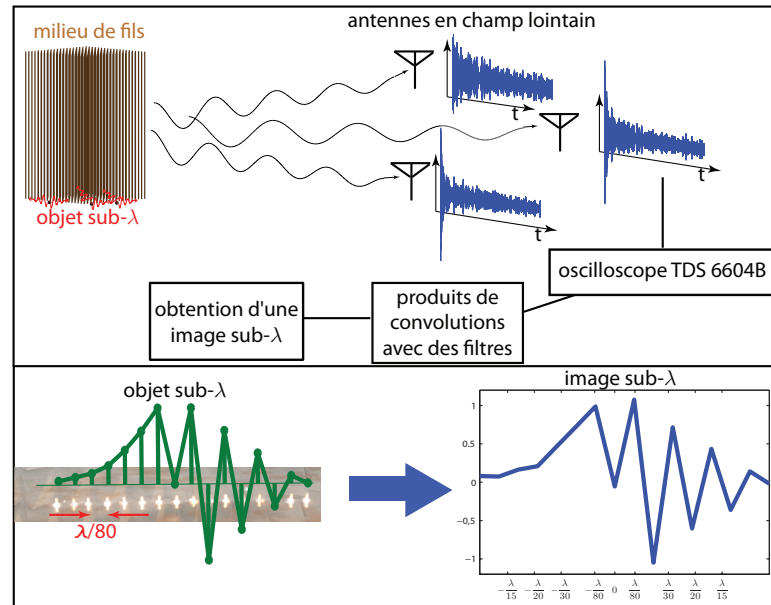 milieu de fils
antennes en champ lointain
t
t
t
objet sub-λ
oscilloscope TDS 6604B
obtention d'une
image sub-λ
produits de
convolutions
avec des filtres
objet sub-λ
λ/80
image sub-λ
1
0.5
0
-0.5
-1
-λ/15 -λ/20 -λ/30 -λ/80 0 λ/80 λ/30 λ/20 λ/15